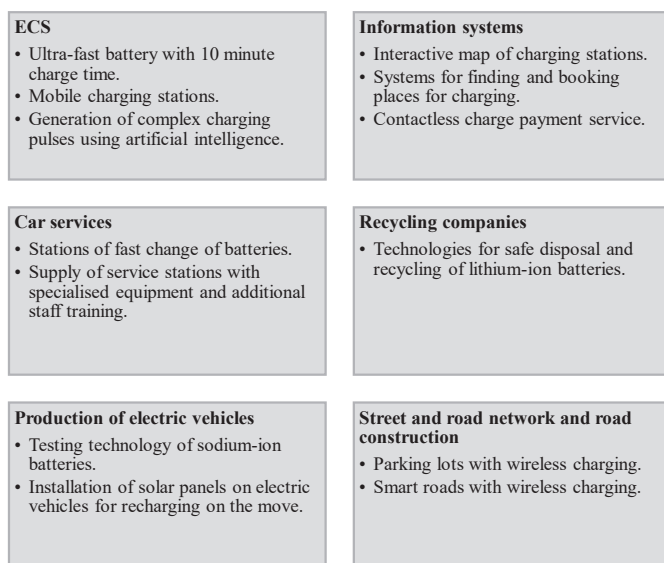 ECS
• Ultra-fast battery with 10 minute
charge time.
• Mobile charging stations.
• Generation of complex charging
pulses using artificial intelligence.
Information systems
• Interactive map of charging stations.
• Systems for finding and booking
places for charging.
• Contactless charge payment service.
Car services
• Stations of fast change of batteries.
• Supply of service stations with
specialised equipment and additional
staff training.
Recycling companies
• Technologies for safe disposal and
recycling of lithium-ion batteries.
Production of electric vehicles
• Testing technology of sodium-ion
batteries.
• Installation of solar panels on electric
vehicles for recharging on the move.
Street and road network and road
construction
• Parking lots with wireless charging.
• Smart roads with wireless charging.